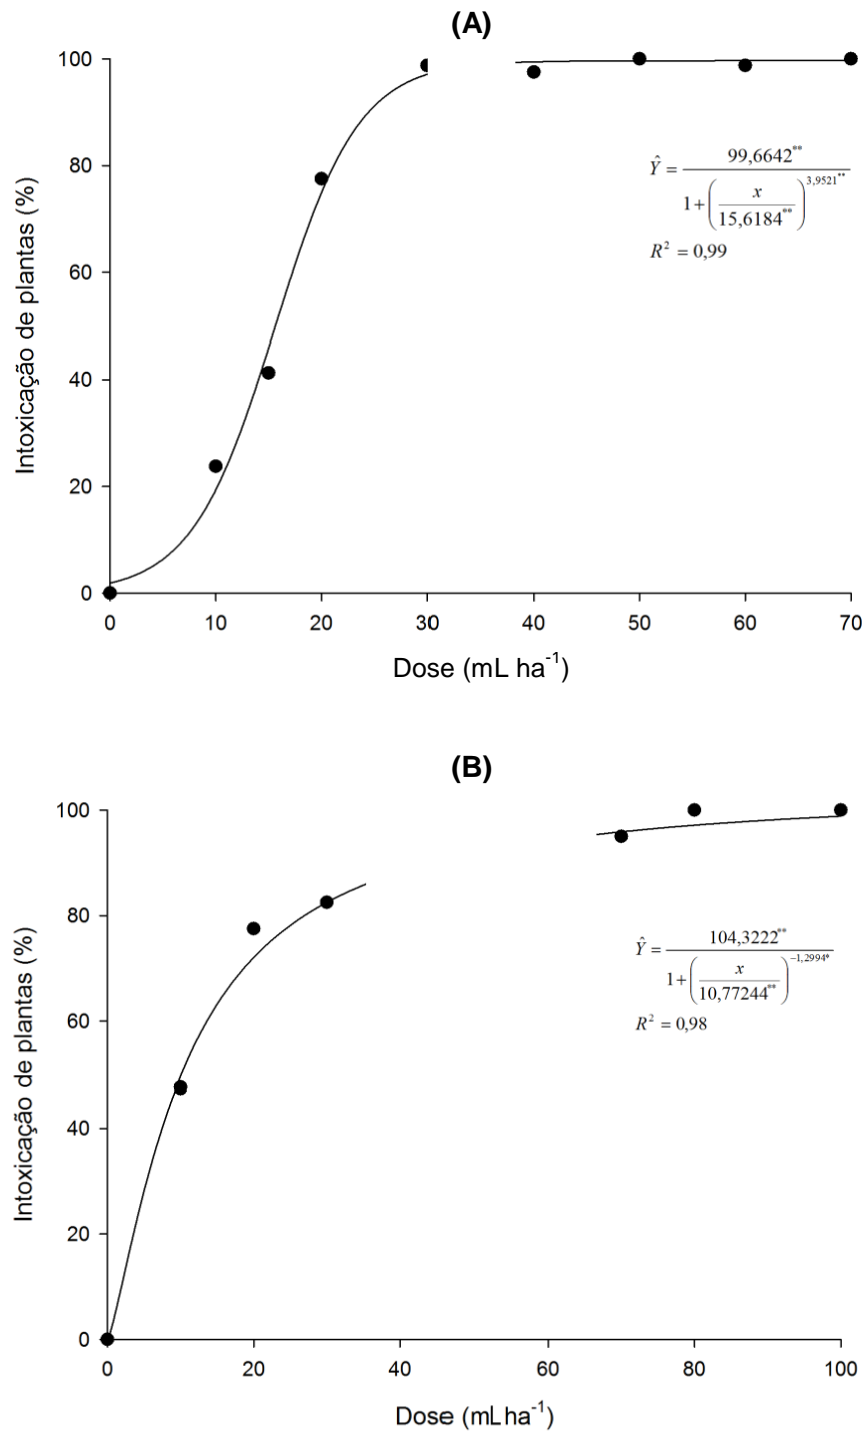 (A)
Intoxicação de plantas (%)
100
80
60
40
20
0
Ŷ = 99,6642** / 1 + (x / 15,6184**)^3,9521**
R² = 0,99
0 10 20 30 40 50 60 70
Dose (mL ha⁻¹)
(B)
Intoxicação de plantas (%)
100
80
60
40
20
0
Ŷ = 104,3222** / 1 + (x / 10,77244**)^−1,2994*
R² = 0,98
0 20 40 60 80 100
Dose (mL ha⁻¹)